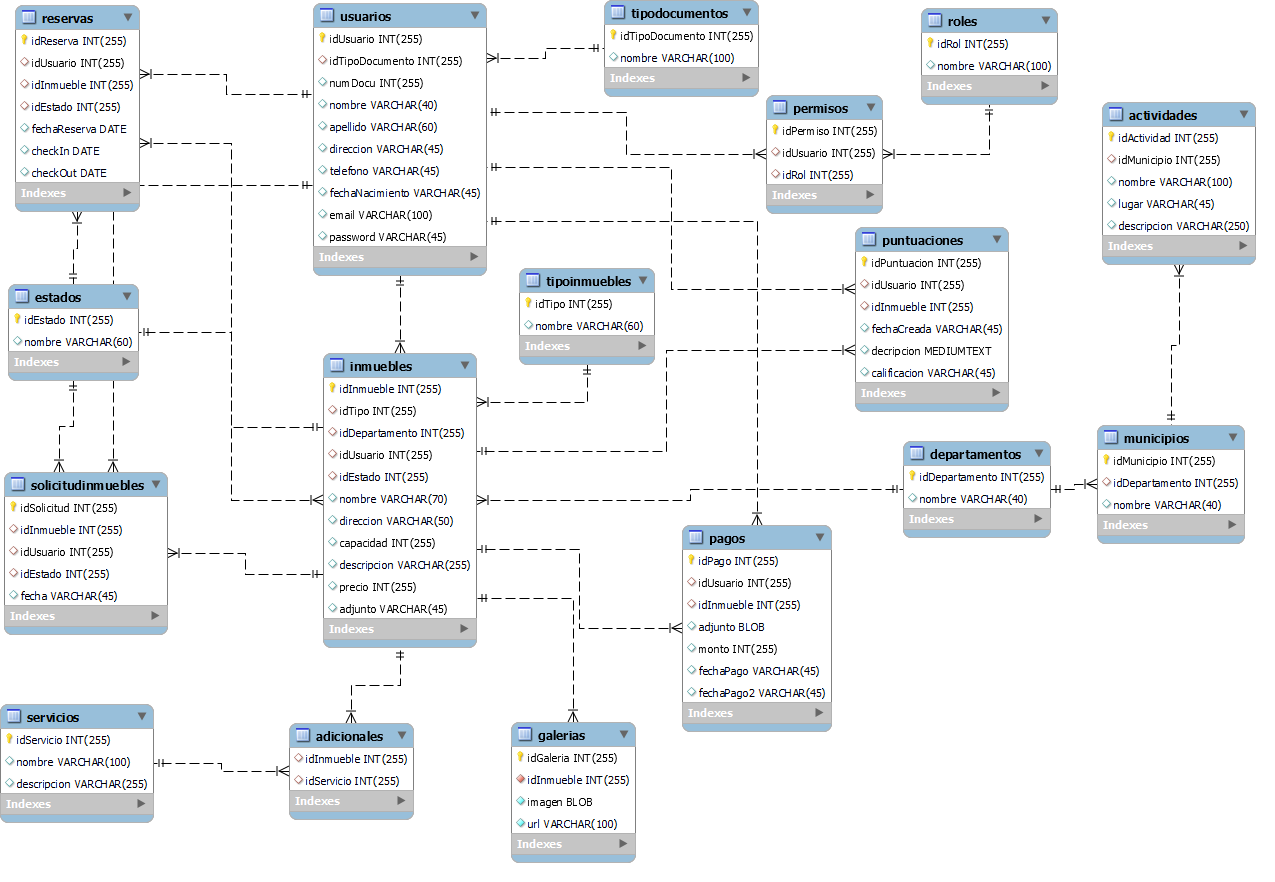 reservas
idReserva INT(255)
idUsuario INT(255)
idInmueble INT(255)
idEstado INT(255)
fechaReserva DATE
checkIn DATE
checkOut DATE
Indexes
usuarios
idUsuario INT(255)
idTipoDocumento INT(255)
numDocu INT(255)
nombre VARCHAR(40)
apellido VARCHAR(60)
direccion VARCHAR(45)
telefono VARCHAR(45)
fechaNacimiento VARCHAR(45)
email VARCHAR(100)
password VARCHAR(45)
Indexes
tipodocumentos
idTipoDocumento INT(255)
nombre VARCHAR(100)
Indexes
roles
idRol INT(255)
nombre VARCHAR(100)
Indexes
permisos
idPermiso INT(255)
idUsuario INT(255)
idRol INT(255)
Indexes
actividades
idActividad INT(255)
idMunicipio INT(255)
nombre VARCHAR(100)
lugar VARCHAR(45)
descripcion VARCHAR(250)
Indexes
puntuaciones
idPuntuacion INT(255)
idUsuario INT(255)
idInmueble INT(255)
fechaCreada VARCHAR(45)
decripcion MEDIUMTEXT
calificacion VARCHAR(45)
Indexes
estados
idEstado INT(255)
nombre VARCHAR(60)
Indexes
tipoinmuebles
idTipo INT(255)
nombre VARCHAR(60)
Indexes
inmuebles
idInmueble INT(255)
idTipo INT(255)
idDepartamento INT(255)
idUsuario INT(255)
idEstado INT(255)
nombre VARCHAR(70)
direccion VARCHAR(50)
capacidad INT(255)
descripcion VARCHAR(255)
precio INT(255)
adjunto VARCHAR(45)
Indexes
departamentos
idDepartamento INT(255)
nombre VARCHAR(40)
Indexes
municipios
idMunicipio INT(255)
idDepartamento INT(255)
nombre VARCHAR(40)
Indexes
solicitudinmuebles
idSolicitud INT(255)
idInmueble INT(255)
idUsuario INT(255)
idEstado INT(255)
fecha VARCHAR(45)
Indexes
pagos
idPago INT(255)
idUsuario INT(255)
idInmueble INT(255)
adjunto BLOB
monto INT(255)
fechaPago VARCHAR(45)
fechaPago2 VARCHAR(45)
Indexes
servicios
idServicio INT(255)
nombre VARCHAR(100)
descripcion VARCHAR(255)
Indexes
adicionales
idInmueble INT(255)
idServicio INT(255)
Indexes
galerias
idGaleria INT(255)
idInmueble INT(255)
imagen BLOB
url VARCHAR(100)
Indexes